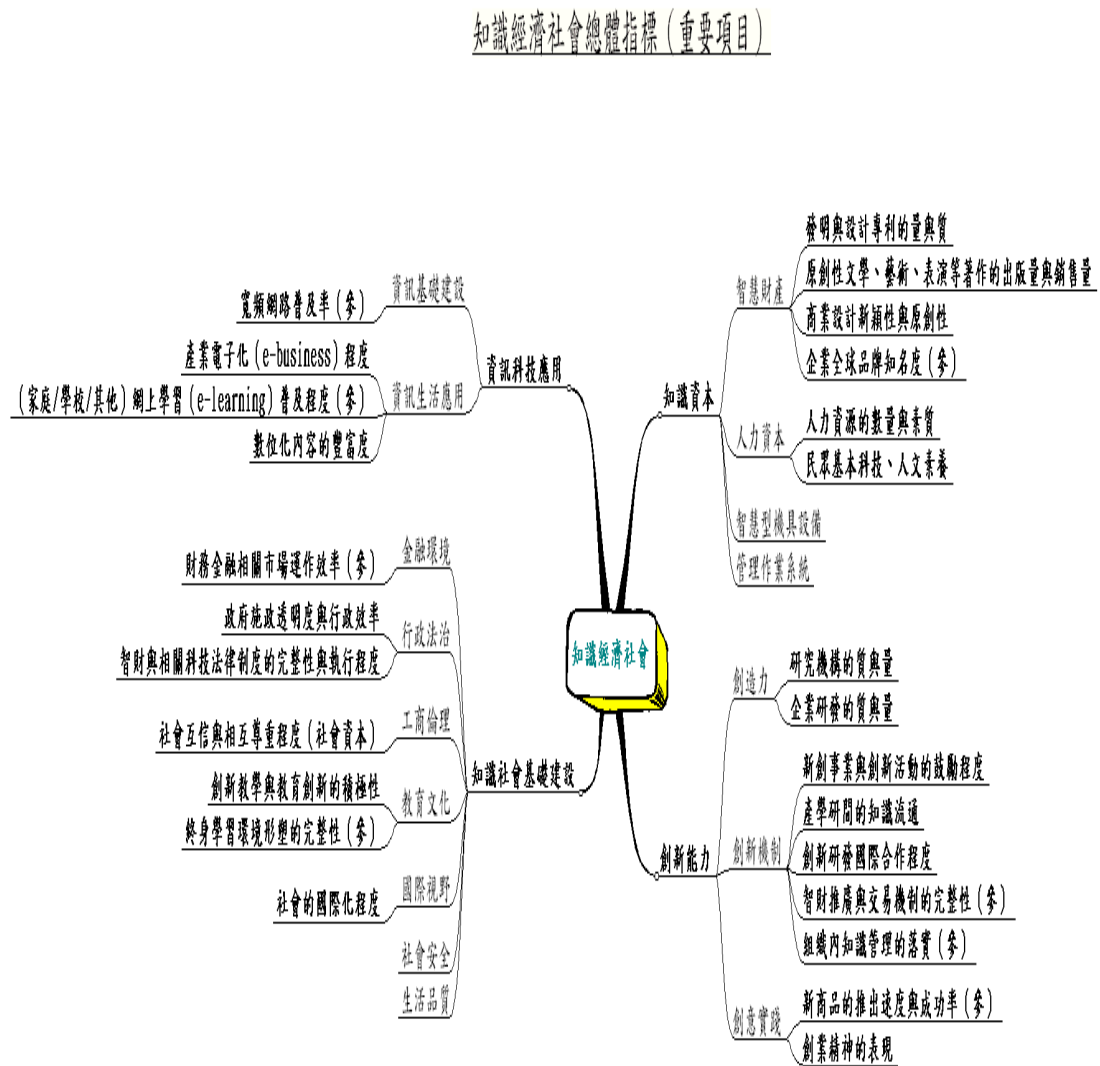 知識經濟社會總體指標（重要項目）
資訊科技應用
資訊基礎建設
寬頻網路普及率（參）
資訊生活應用
產業電子化（e-business）程度
（家庭/學校/其他）網上學習（e-learning）普及程度（參）
數位化內容的豐富度
知識資本
智慧財產
發明與設計專利的量與質
原創性文學、藝術、表演等著作的出版量與銷售量
商業設計新穎性與原創性
企業全球品牌知名度（參）
人力資本
人力資源的數量與素質
民眾基本科技、人文素養
智慧型機具設備
管理作業系統
知識經濟社會
知識社會基礎建設
金融環境
財務金融相關市場運作效率（參）
行政法治
政府施政透明度與行政效率
智財與相關科技法律制度的完整性與執行程度
工商倫理
社會互信與相互尊重程度（社會資本）
教育文化
創新教學與教育創新的積極性
終身學習環境形塑的完整性（參）
國際視野
社會的國際化程度
社會安全
生活品質
創新能力
創造力
研究機構的質與量
企業研發的質與量
創新機制
新創事業與創新活動的鼓勵程度
產學研間的知識流通
創新研發國際合作程度
智財推廣與交易機制的完整性（參）
組織內知識管理的落實（參）
創意實踐
新商品的推出速度與成功率（參）
創業精神的表現